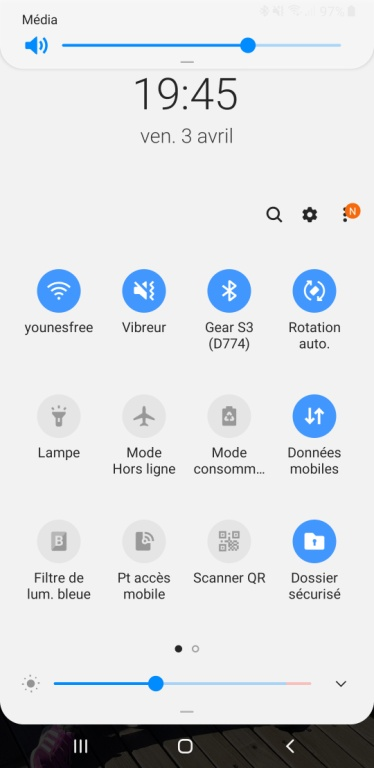 Média
97%
19:45
ven. 3 avril
N
younesfree
Vibreur
Gear S3
(D774)
Rotation
auto.
Lampe
Mode
Hors ligne
Mode
consomm...
Données
mobiles
B
Filtre de
lum. bleue
Pt accès
mobile
Scanner QR
Dossier
sécurisé